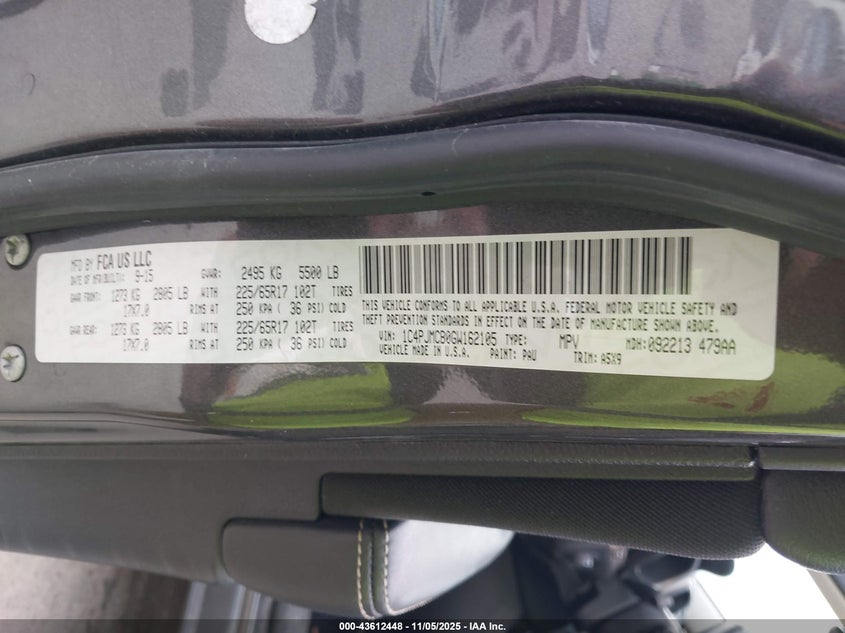 MFD BY FCA US LLC
DATE OF MFR(BUILT): 9-15 GVWR: 2495 KG 5500 LB
GAWR FRONT: 1273 KG 2805 LB WITH 225/65R17 102T TIRES
17X7.0 RIMS AT 250 KPA ( 36 PSI) COLD
GAWR REAR: 1273 KG 2805 LB WITH 225/65R17 102T TIRES
17X7.0 RIMS AT 250 KPA ( 36 PSI) COLD
THIS VEHICLE CONFORMS TO ALL APPLICABLE U.S.A. FEDERAL MOTOR VEHICLE SAFETY AND
THEFT PREVENTION STANDARDS IN EFFECT ON THE DATE OF MANUFACTURE SHOWN ABOVE.
VIN: 1C4PJMCB0GW162105 TYPE: MPV MDH:092213 479AA
VEHICLE MADE IN U.S.A. PAINT: PAU TRIM: A5X9
000-43612448 - 11/05/2025 - IAA Inc.